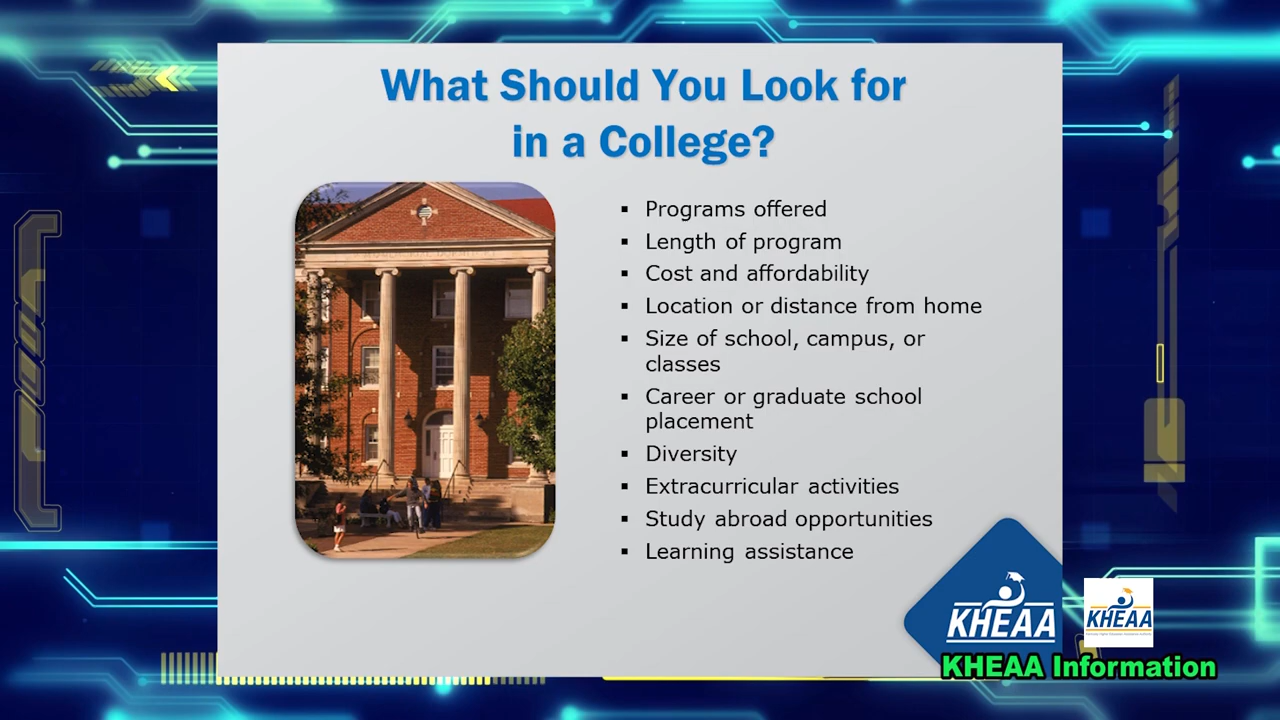 What Should You Look for
in a College?
▪ Programs offered
▪ Length of program
▪ Cost and affordability
▪ Location or distance from home
▪ Size of school, campus, or
classes
▪ Career or graduate school
placement
▪ Diversity
▪ Extracurricular activities
▪ Study abroad opportunities
▪ Learning assistance
KHEAA
KHEAA
KHEAA Information